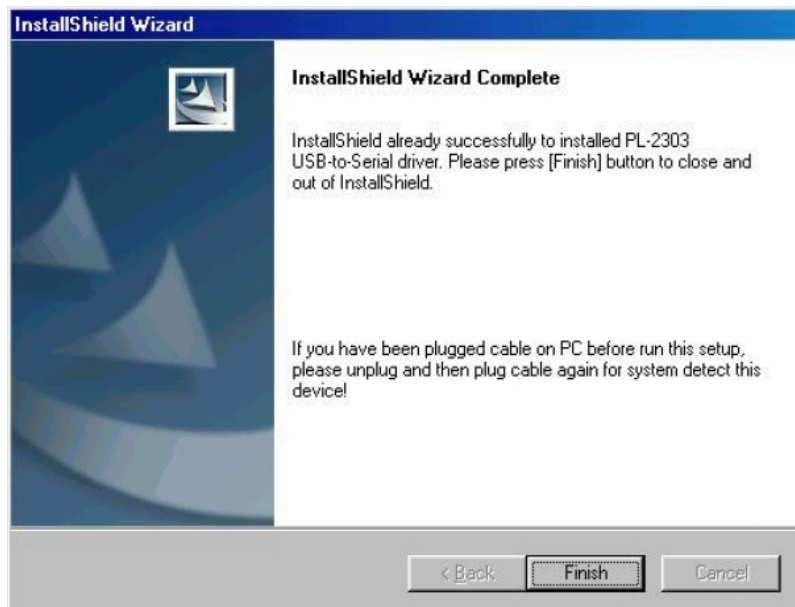 InstallShield Wizard
InstallShield Wizard Complete
InstallShield already successfully to installed PL-2303
USB-to-Serial driver. Please press [Finish] button to close and
out of InstallShield.
If you have been plugged cable on PC before run this setup,
please unplug and then plug cable again for system detect this
device!
< Back Finish Cancel